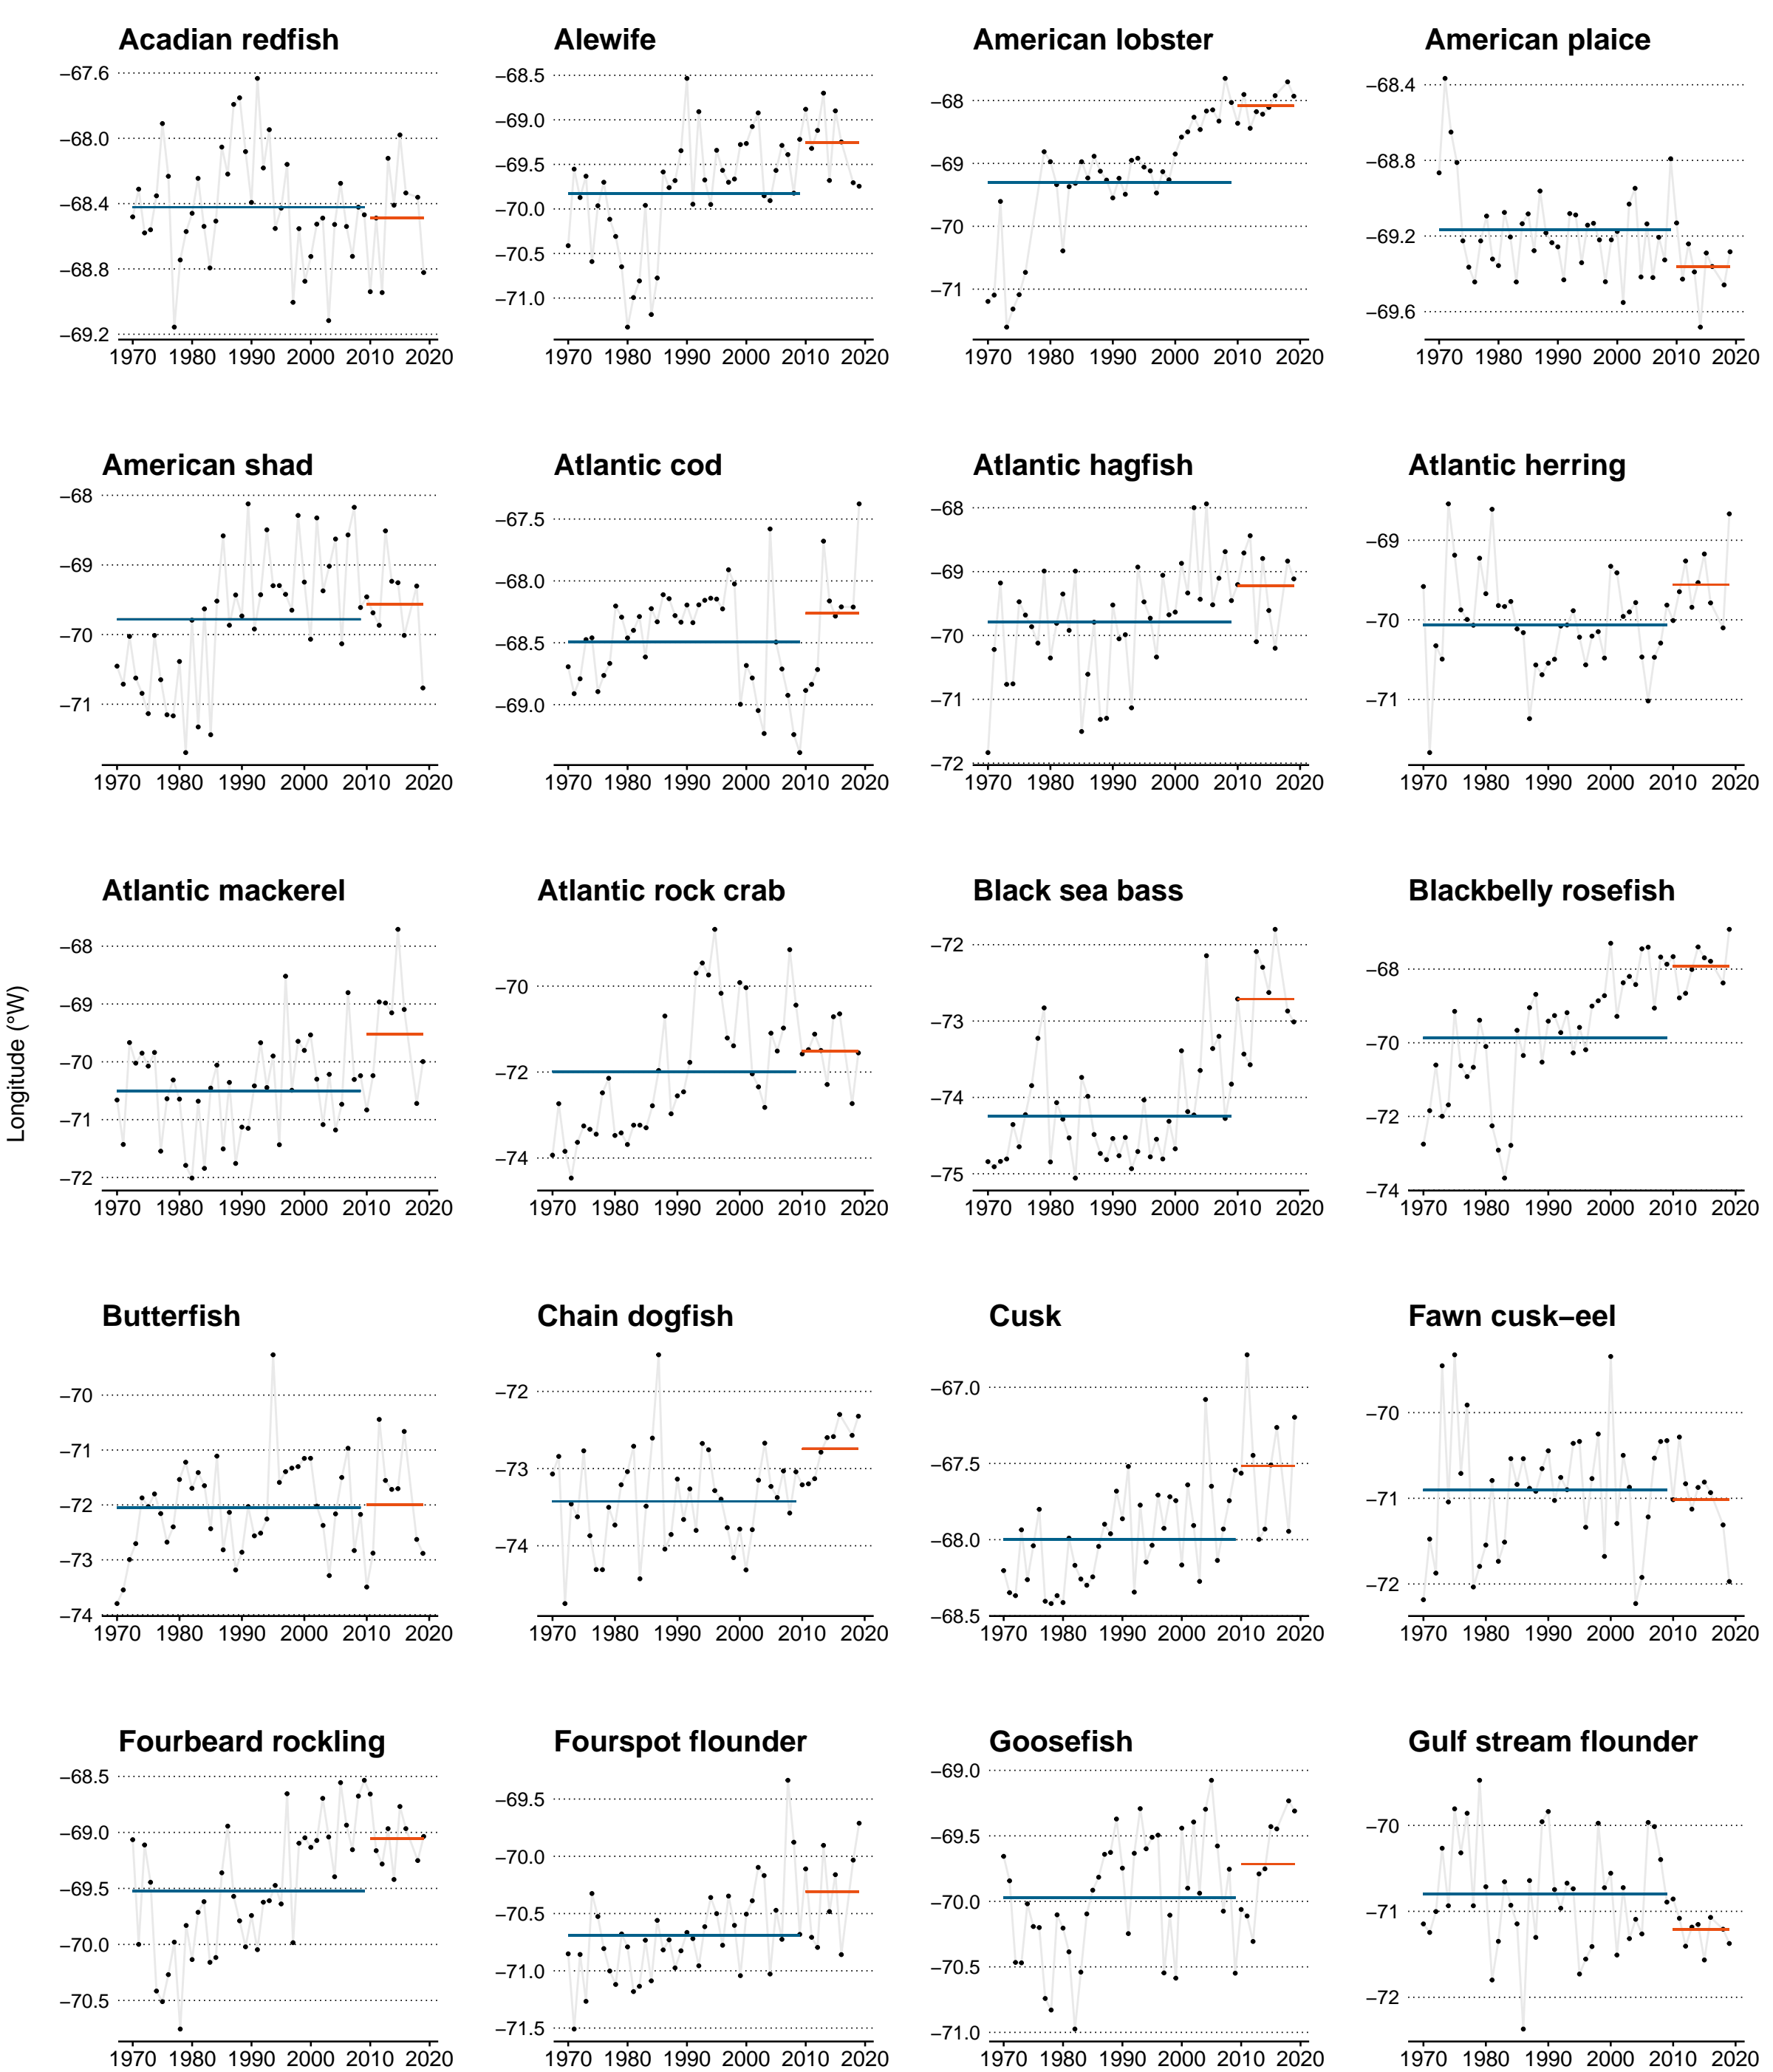 Longitude (°W)
Acadian redfish
−67.6
−68.0
−68.4
−68.8
−69.2
1970 1980 1990 2000 2010 2020
Alewife
−68.5
−69.0
−69.5
−70.0
−70.5
−71.0
1970 1980 1990 2000 2010 2020
American lobster
−68
−69
−70
−71
1970 1980 1990 2000 2010 2020
American plaice
−68.4
−68.8
−69.2
−69.6
1970 1980 1990 2000 2010 2020
American shad
−68
−69
−70
−71
1970 1980 1990 2000 2010 2020
Atlantic cod
−67.5
−68.0
−68.5
−69.0
1970 1980 1990 2000 2010 2020
Atlantic hagfish
−68
−69
−70
−71
−72
1970 1980 1990 2000 2010 2020
Atlantic herring
−69
−70
−71
1970 1980 1990 2000 2010 2020
Atlantic mackerel
−68
−69
−70
−71
−72
1970 1980 1990 2000 2010 2020
Atlantic rock crab
−70
−72
−74
1970 1980 1990 2000 2010 2020
Black sea bass
−72
−73
−74
−75
1970 1980 1990 2000 2010 2020
Blackbelly rosefish
−68
−70
−72
−74
1970 1980 1990 2000 2010 2020
Butterfish
−70
−71
−72
−73
−74
1970 1980 1990 2000 2010 2020
Chain dogfish
−72
−73
−74
1970 1980 1990 2000 2010 2020
Cusk
−67.0
−67.5
−68.0
−68.5
1970 1980 1990 2000 2010 2020
Fawn cusk−eel
−70
−71
−72
1970 1980 1990 2000 2010 2020
Fourbeard rockling
−68.5
−69.0
−69.5
−70.0
−70.5
1970 1980 1990 2000 2010 2020
Fourspot flounder
−69.5
−70.0
−70.5
−71.0
−71.5
1970 1980 1990 2000 2010 2020
Goosefish
−69.0
−69.5
−70.0
−70.5
−71.0
1970 1980 1990 2000 2010 2020
Gulf stream flounder
−70
−71
−72
1970 1980 1990 2000 2010 2020